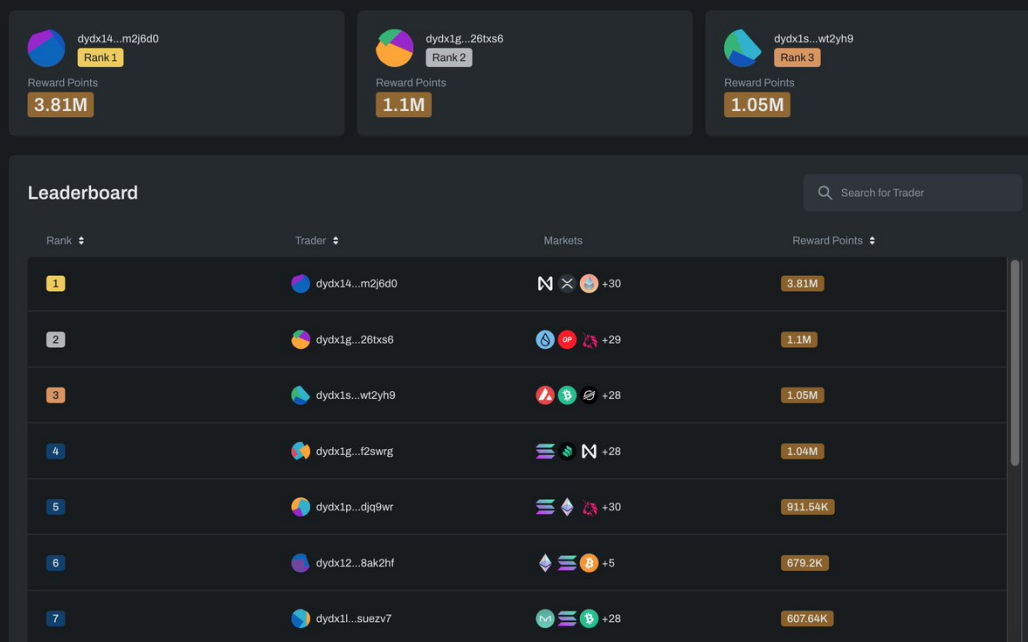 dydx14...m2j6d0
Rank 1
Reward Points
3.81M
dydx1g...26txs6
Rank 2
Reward Points
1.1M
dydx1s...wt2yh9
Rank 3
Reward Points
1.05M
Leaderboard
Search for Trader
Rank Trader Markets Reward Points
1 dydx14...m2j6d0 +30 3.81M
2 dydx1g...26txs6 OP +29 1.1M
3 dydx1s...wt2yh9 +28 1.05M
4 dydx1g...f2swrg +28 1.04M
5 dydx1p...djq9wr +30 911.54K
6 dydx12...8ak2hf +5 679.2K
7 dydx1l...suezv7 +28 607.64K